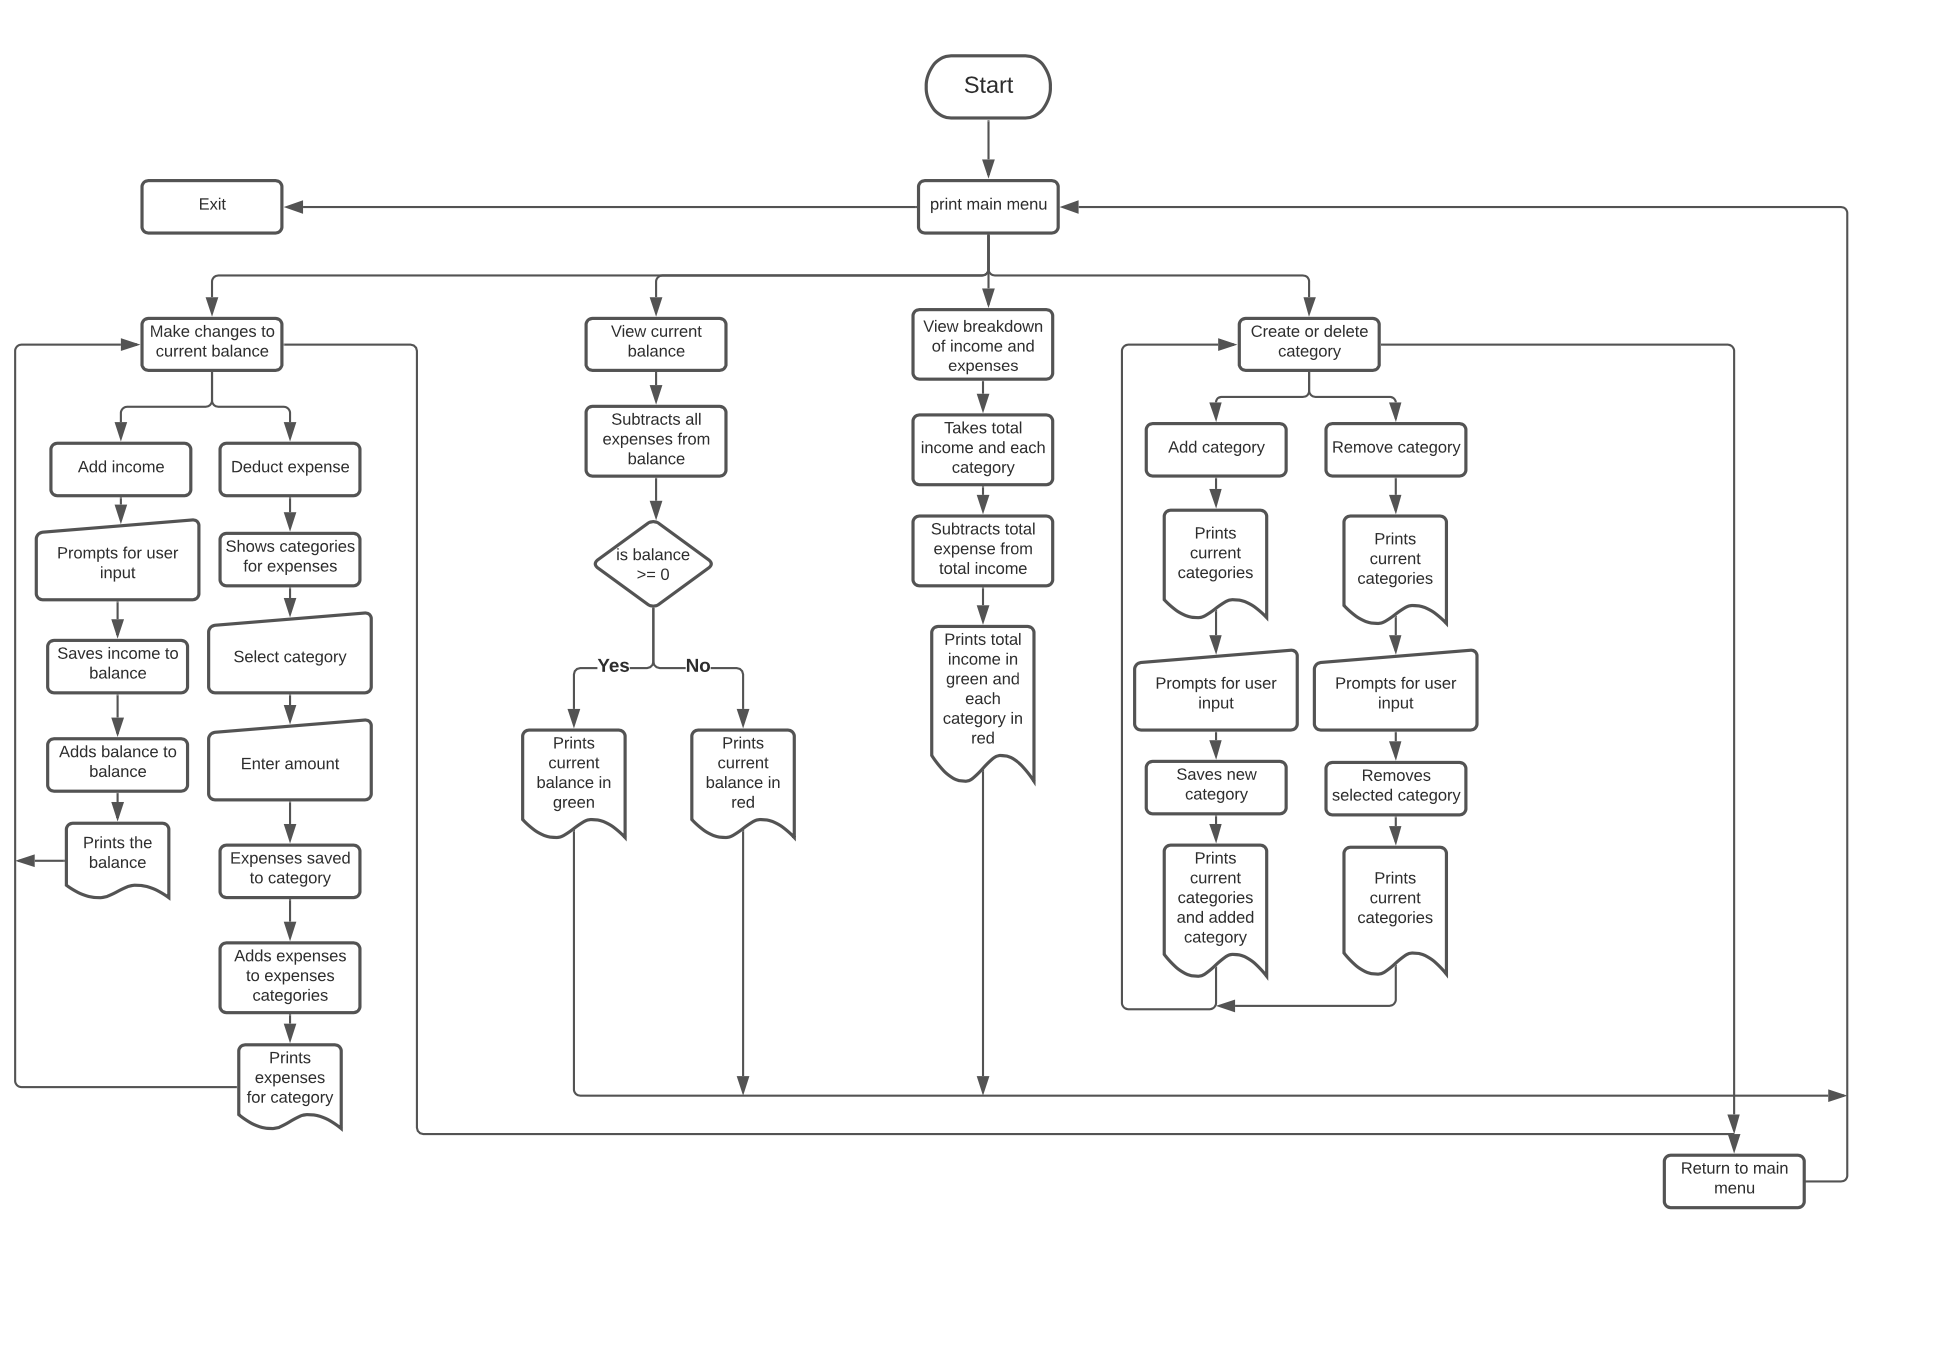 Start
Exit
print main menu
Make changes to
current balance
View current
balance
View breakdown
of income and
expenses
Create or delete
category
Add income
Deduct expense
Prompts for user
input
Shows categories
for expenses
Saves income to
balance
Select category
Adds balance to
balance
Enter amount
Prints the
balance
Expenses saved
to category
Adds expenses
to expenses
categories
Prints
expenses
for category
Subtracts all
expenses from
balance
is balance
>= 0
Yes
No
Prints
current
balance in
green
Prints
current
balance in
red
Takes total
income and each
category
Subtracts total
expense from
total income
Prints total
income in
green and
each
category in
red
Add category
Remove category
Prints
current
categories
Prints
current
categories
Prompts for user
input
Prompts for user
input
Saves new
category
Removes
selected category
Prints
current
categories
and added
category
Prints
current
categories
Return to main
menu